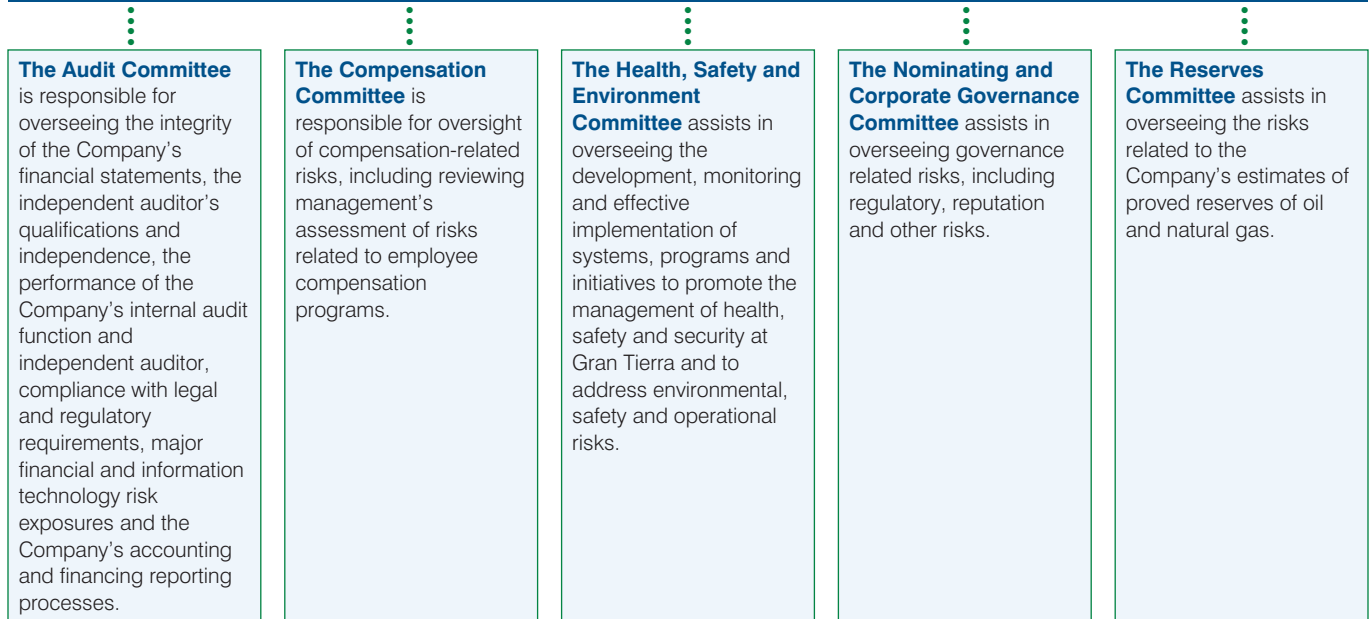 The Audit Committee
is responsible for
overseeing the integrity
of the Company’s
financial statements, the
independent auditor’s
qualifications and
independence, the
performance of the
Company’s internal audit
function and
independent auditor,
compliance with legal
and regulatory
requirements, major
financial and information
technology risk
exposures and the
Company’s accounting
and financing reporting
processes.
The Compensation
Committee is
responsible for oversight
of compensation-related
risks, including reviewing
management’s
assessment of risks
related to employee
compensation
programs.
The Health, Safety and
Environment
Committee assists in
overseeing the
development, monitoring
and effective
implementation of
systems, programs and
initiatives to promote the
management of health,
safety and security at
Gran Tierra and to
address environmental,
safety and operational
risks.
The Nominating and
Corporate Governance
Committee assists in
overseeing governance
related risks, including
regulatory, reputation
and other risks.
The Reserves
Committee assists in
overseeing the risks
related to the
Company’s estimates of
proved reserves of oil
and natural gas.